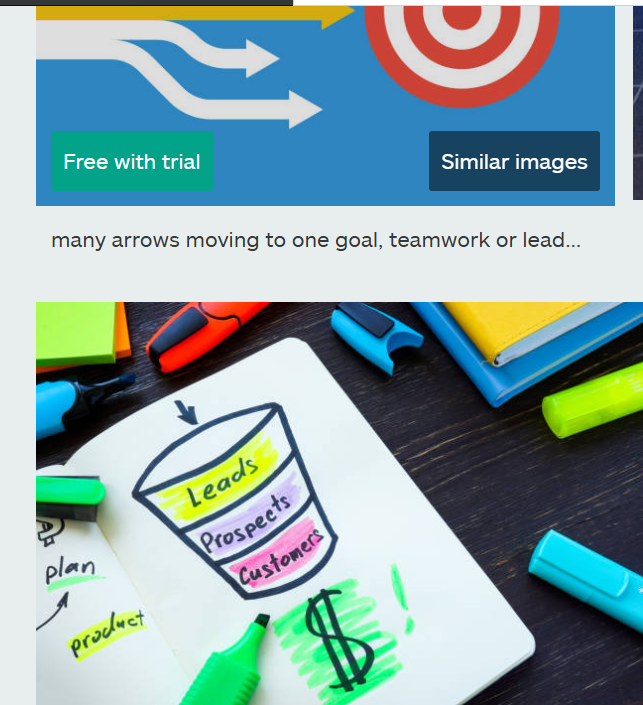 Free with trial
Similar images
many arrows moving to one goal, teamwork or lead...
Leads
Prospects
Customers
plan
product
$